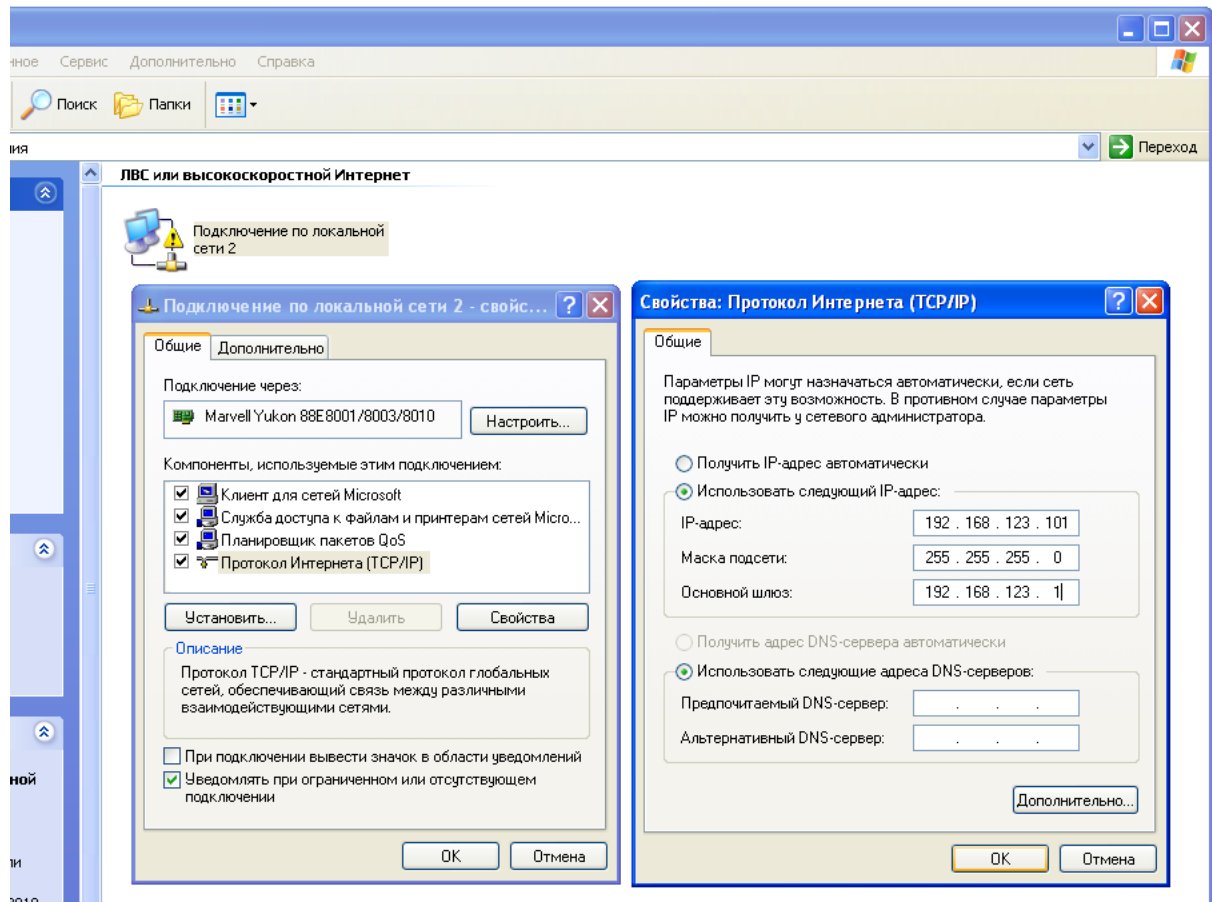 нное Сервис Дополнительно Справка
Поиск Папки
ия Переход
ЛВС или высокоскоростной Интернет
Подключение по локальной
сети 2
Подключение по локальной сети 2 - свойс...
Общие Дополнительно
Подключение через:
Marvell Yukon 88E8001/8003/8010
Настроить...
Компоненты, используемые этим подключением:
Клиент для сетей Microsoft
Служба доступа к файлам и принтерам сетей Micro...
Планировщик пакетов QoS
Протокол Интернета (TCP/IP)
Установить... Удалить Свойства
Описание
Протокол TCP/IP - стандартный протокол глобальных
сетей, обеспечивающий связь между различными
взаимодействующими сетями.
При подключении вывести значок в области уведомлений
Уведомлять при ограниченном или отсутствующем
подключении
OK Отмена
Свойства: Протокол Интернета (TCP/IP)
Общие
Параметры IP могут назначаться автоматически, если сеть
поддерживает эту возможность. В противном случае параметры
IP можно получить у сетевого администратора.
Получить IP-адрес автоматически
Использовать следующий IP-адрес:
IP-адрес: 192 . 168 . 123 . 101
Маска подсети: 255 . 255 . 255 . 0
Основной шлюз: 192 . 168 . 123 . 1
Получить адрес DNS-сервера автоматически
Использовать следующие адреса DNS-серверов:
Предпочитаемый DNS-сервер: . . .
Альтернативный DNS-сервер: . . .
Дополнительно...
OK Отмена
ной